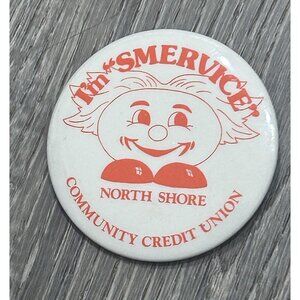 I'm "SMERVICE"
NORTH SHORE
COMMUNITY CREDIT UNION